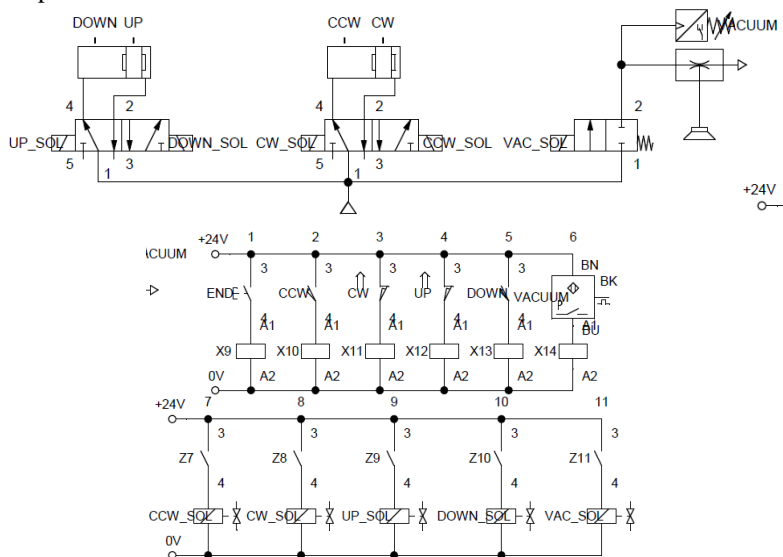 DOWN UP
CCW CW
VACUUM
4 2
4 2
2
UP_SOL
DOWN_SOL
CW_SOL
CCW_SOL
VAC_SOL
5 1 3
5 1 3
1
+24V
+24V 1 2 3 4 5 6
ACUUM
3 3 3 3 3 BN
BK
END CCW CW UP DOWN VACUUM
P
4 4 4 4 4
BU
A1 A1 A1 A1 A1 A1
X9 X10 X11 X12 X13 X14
A2 A2 A2 A2 A2 A2
0V
+24V 7 8 9 10 11
3 3 3 3 3
Z7 Z8 Z9 Z10 Z11
4 4 4 4 4
CCW_SOL CW_SOL UP_SOL DOWN_SOL VAC_SOL
0V